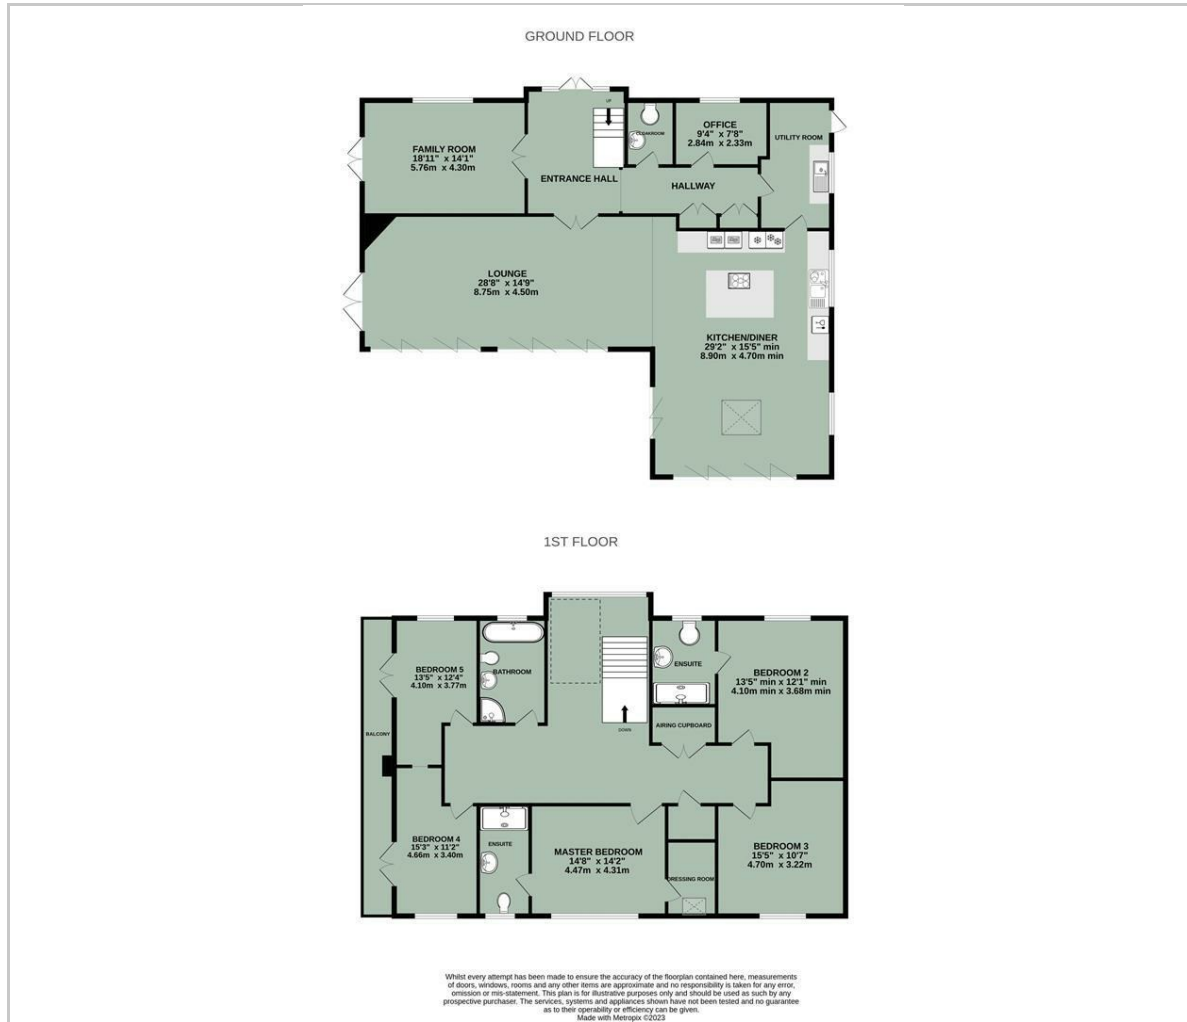 GROUND FLOOR
UP
CLOAKROOM
OFFICE
9'4" x 7'8"
2.84m x 2.33m
UTILITY ROOM
FAMILY ROOM
18'11" x 14'1"
5.76m x 4.30m
ENTRANCE HALL
HALLWAY
LOUNGE
28'8" x 14'9"
8.75m x 4.50m
KITCHEN/DINER
29'2" x 15'5" min
8.90m x 4.70m min
1ST FLOOR
BEDROOM 5
13'5" x 12'4"
4.10m x 3.77m
BATHROOM
ENSUITE
BEDROOM 2
13'5" min x 12'1" min
4.10m min x 3.68m min
AIRING CUPBOARD
DOWN
BALCONY
BEDROOM 4
15'3" x 11'2"
4.66m x 3.40m
ENSUITE
MASTER BEDROOM
14'8" x 14'2"
4.47m x 4.31m
DRESSING ROOM
BEDROOM 3
15'5" x 10'7"
4.70m x 3.22m
Whilst every attempt has been made to ensure the accuracy of the floorplan contained here, measurements
of doors, windows, rooms and any other items are approximate and no responsibility is taken for any error,
omission or mis-statement. This plan is for illustrative purposes only and should be used as such by any
prospective purchaser. The services, systems and appliances shown have not been tested and no guarantee
as to their operability or efficiency can be given.
Made with Metropix ©2023